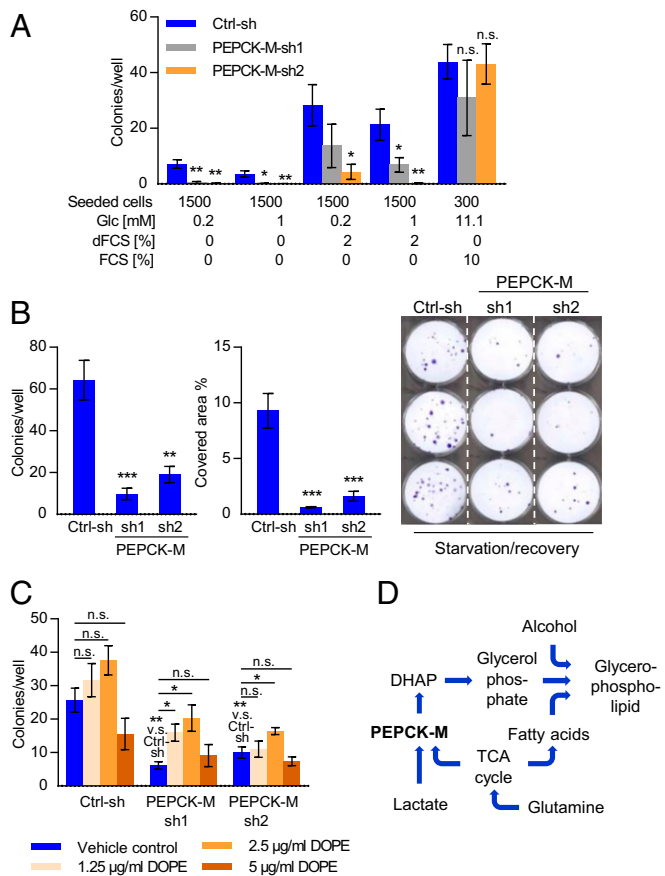 A
Ctrl-sh
PEPCK-M-sh1
PEPCK-M-sh2
Colonies/well
60
40
20
0
** **
* **
*
* **
n.s. n.s.
Seeded cells 1500 1500 1500 1500 300
Glc [mM] 0.2 1 0.2 1 11.1
dFCS [%] 0 0 2 2 0
FCS [%] 0 0 0 0 10
B
Colonies/well
80
60
40
20
0
*** **
Ctrl-sh sh1 sh2
PEPCK-M
Covered area %
15
10
5
0
*** ***
Ctrl-sh sh1 sh2
PEPCK-M
PEPCK-M
Ctrl-sh sh1 sh2
Starvation/recovery
C
Colonies/well
50
40
30
20
10
0
n.s.
n.s.
n.s.
n.s.
*
*
**
v.s.
Ctrl-
sh
n.s.
*
n.s.
**
v.s.
Ctrl-
sh
Ctrl-sh PEPCK-M PEPCK-M
sh1 sh2
Vehicle control
1.25 µg/ml DOPE
2.5 µg/ml DOPE
5 µg/ml DOPE
D
Alcohol
DHAP
Glycerol
phos-
phate
Glycero-
phospho-
lipid
PEPCK-M
Fatty acids
TCA
cycle
Lactate
Glutamine